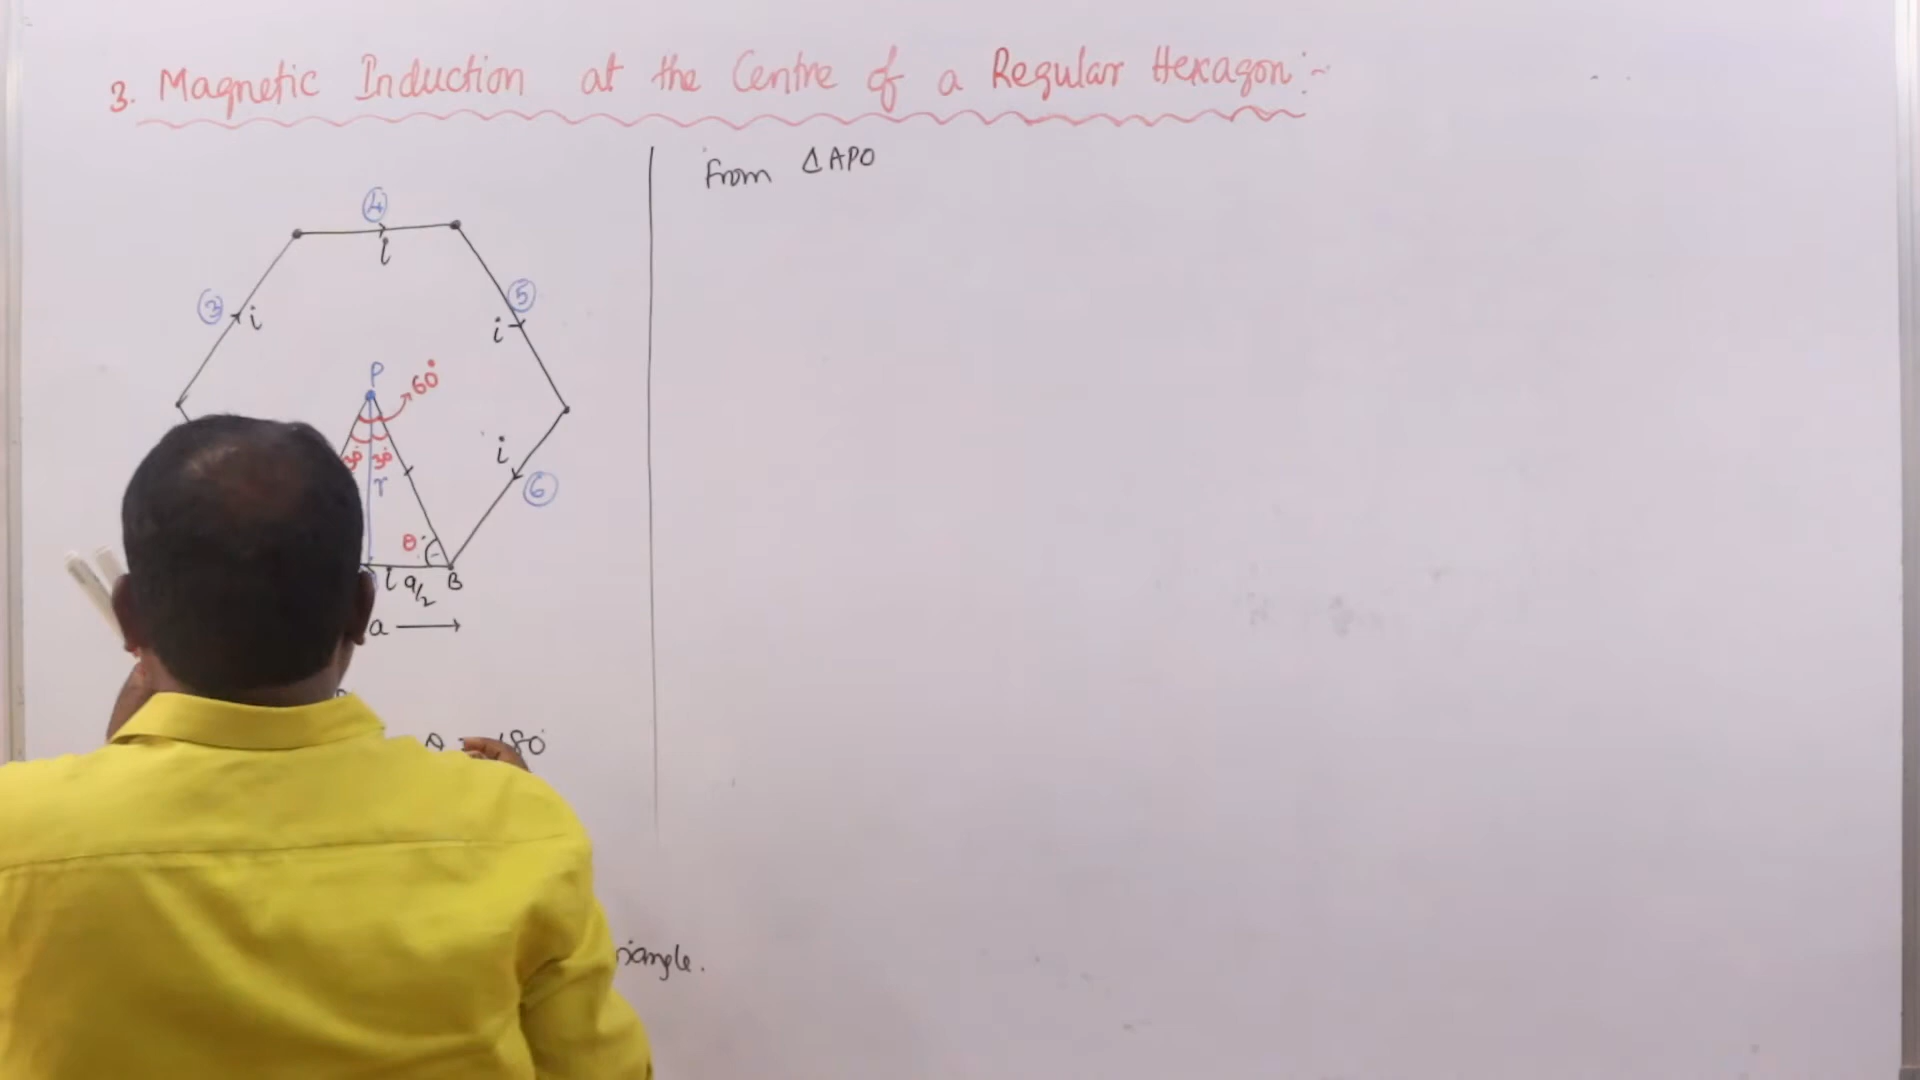 3. Magnetic Induction at the Centre of a Regular Hexagon:-
From ΔAPO
④
i
③ i
⑤
i
P
60°
30° 30°
r
i
⑥
θ
i a/2 B
a
θ = 180°